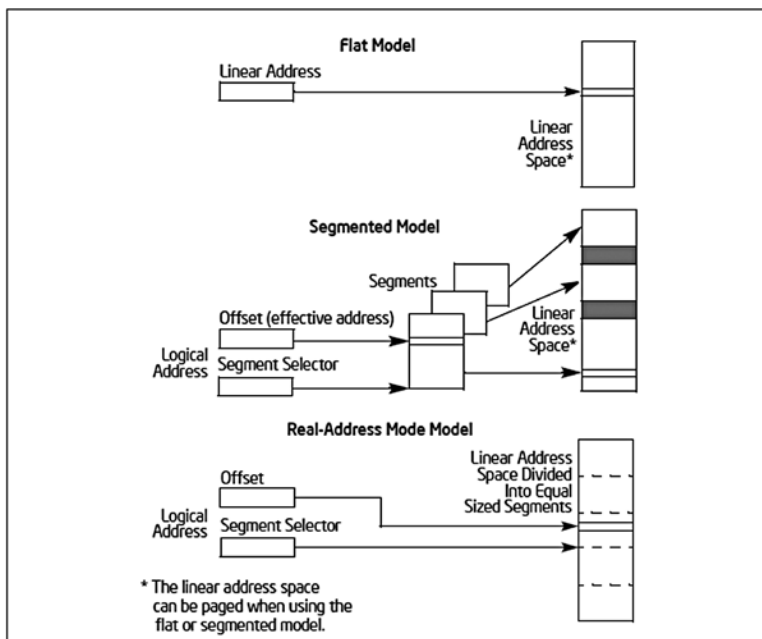 Flat Model
Linear Address
Linear
Address
Space*
Segmented Model
Segments
Offset (effective address)
Logical
Address
Segment Selector
Linear
Address
Space*
Real-Address Mode Model
Offset
Logical
Address
Segment Selector
Linear Address
Space Divided
Into Equal
Sized Segments
* The linear address space
can be paged when using the
flat or segmented model.